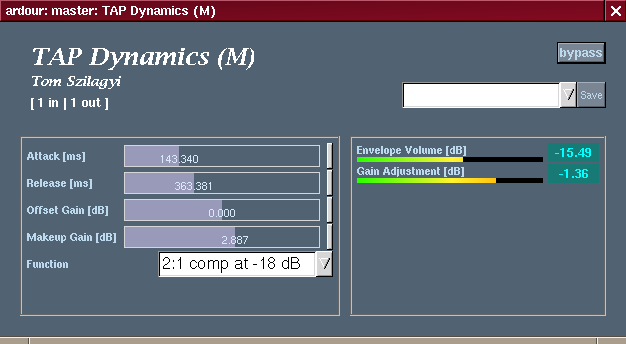 ardour: master: TAP Dynamics (M)
TAP Dynamics (M)
bypass
Tom Szilagyi
[ 1 in | 1 out ]
Save
Attack [ms] 143.340
Release [ms] 363.381
Offset Gain [dB] 0.000
Makeup Gain [dB] 2.887
Function 2:1 comp at -18 dB
Envelope Volume [dB] -15.49
Gain Adjustment [dB] -1.36